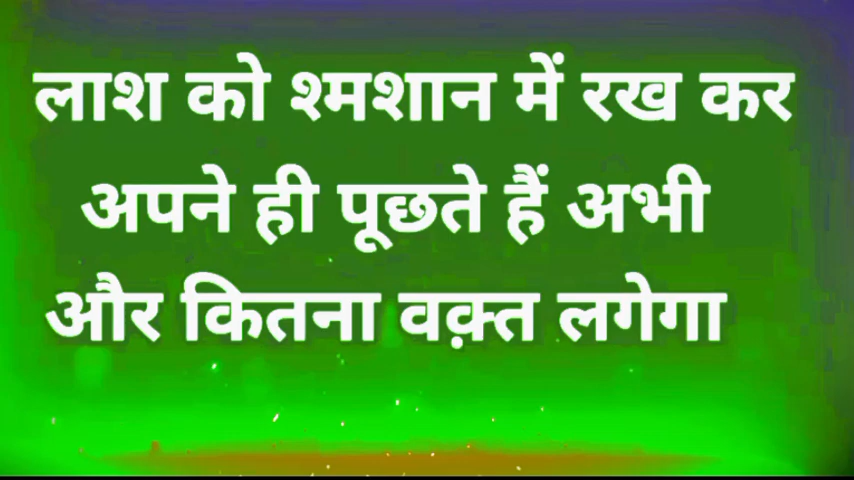 लाश को श्मशान में रख कर
अपने ही पूछते हैं अभी
और कितना वक़्त लगेगा